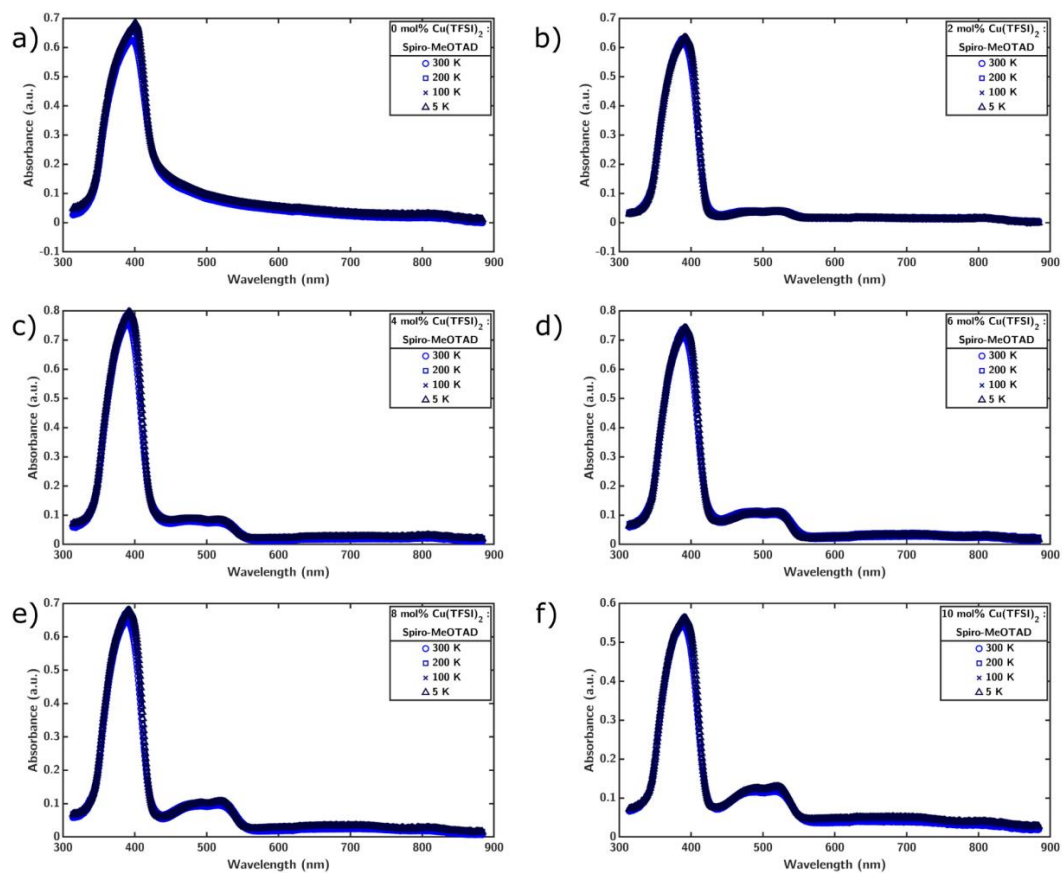 a)
0.7
0.6
0.5
0.4
0.3
0.2
0.1
0
-0.1
Absorbance (a.u.)
300 400 500 600 700 800 900
Wavelength (nm)
0 mol% Cu(TFSI)2 :
Spiro-MeOTAD
300 K
200 K
100 K
5 K
b)
0.7
0.6
0.5
0.4
0.3
0.2
0.1
0
-0.1
Absorbance (a.u.)
300 400 500 600 700 800 900
Wavelength (nm)
2 mol% Cu(TFSI)2 :
Spiro-MeOTAD
300 K
200 K
100 K
5 K
c)
0.8
0.7
0.6
0.5
0.4
0.3
0.2
0.1
0
Absorbance (a.u.)
300 400 500 600 700 800 900
Wavelength (nm)
4 mol% Cu(TFSI)2 :
Spiro-MeOTAD
300 K
200 K
100 K
5 K
d)
0.8
0.7
0.6
0.5
0.4
0.3
0.2
0.1
0
Absorbance (a.u.)
300 400 500 600 700 800 900
Wavelength (nm)
6 mol% Cu(TFSI)2 :
Spiro-MeOTAD
300 K
200 K
100 K
5 K
e)
0.7
0.6
0.5
0.4
0.3
0.2
0.1
0
Absorbance (a.u.)
300 400 500 600 700 800 900
Wavelength (nm)
8 mol% Cu(TFSI)2 :
Spiro-MeOTAD
300 K
200 K
100 K
5 K
f)
0.6
0.5
0.4
0.3
0.2
0.1
0
Absorbance (a.u.)
300 400 500 600 700 800 900
Wavelength (nm)
10 mol% Cu(TFSI)2 :
Spiro-MeOTAD
300 K
200 K
100 K
5 K